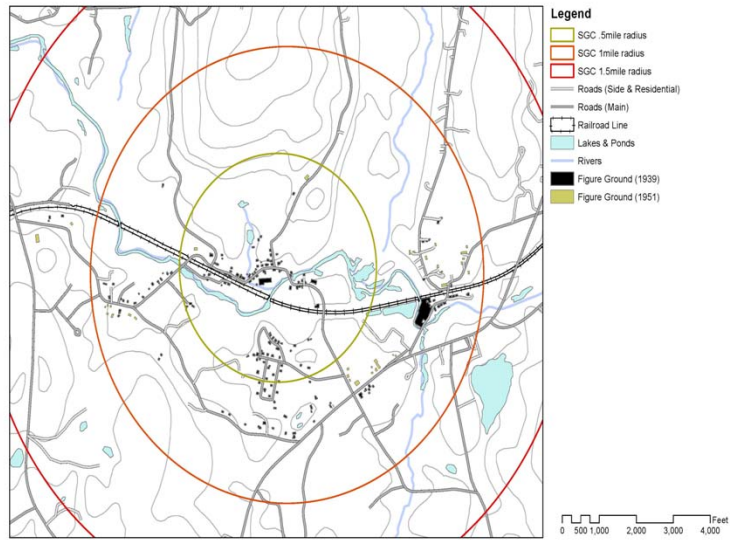 Legend
SGC .5mile radius
SGC 1mile radius
SGC 1.5mile radius
Roads (Side & Residential)
Roads (Main)
Railroad Line
Lakes & Ponds
Rivers
Figure Ground (1939)
Figure Ground (1951)
Feet
0 500 1,000 2,000 3,000 4,000